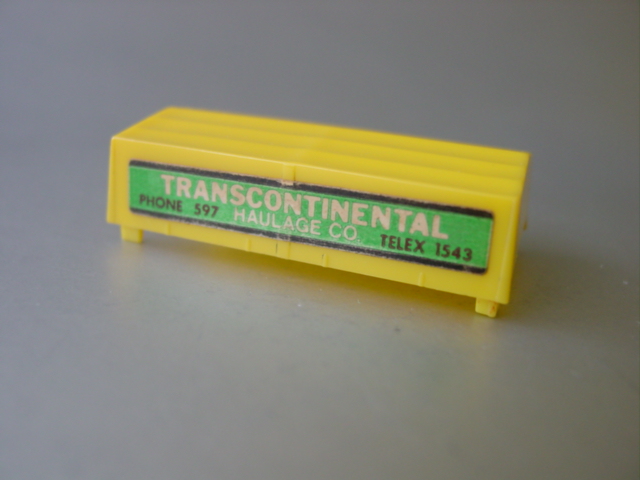 TRANSCONTINENTAL
PHONE 597 HAULAGE CO. TELEX 1543